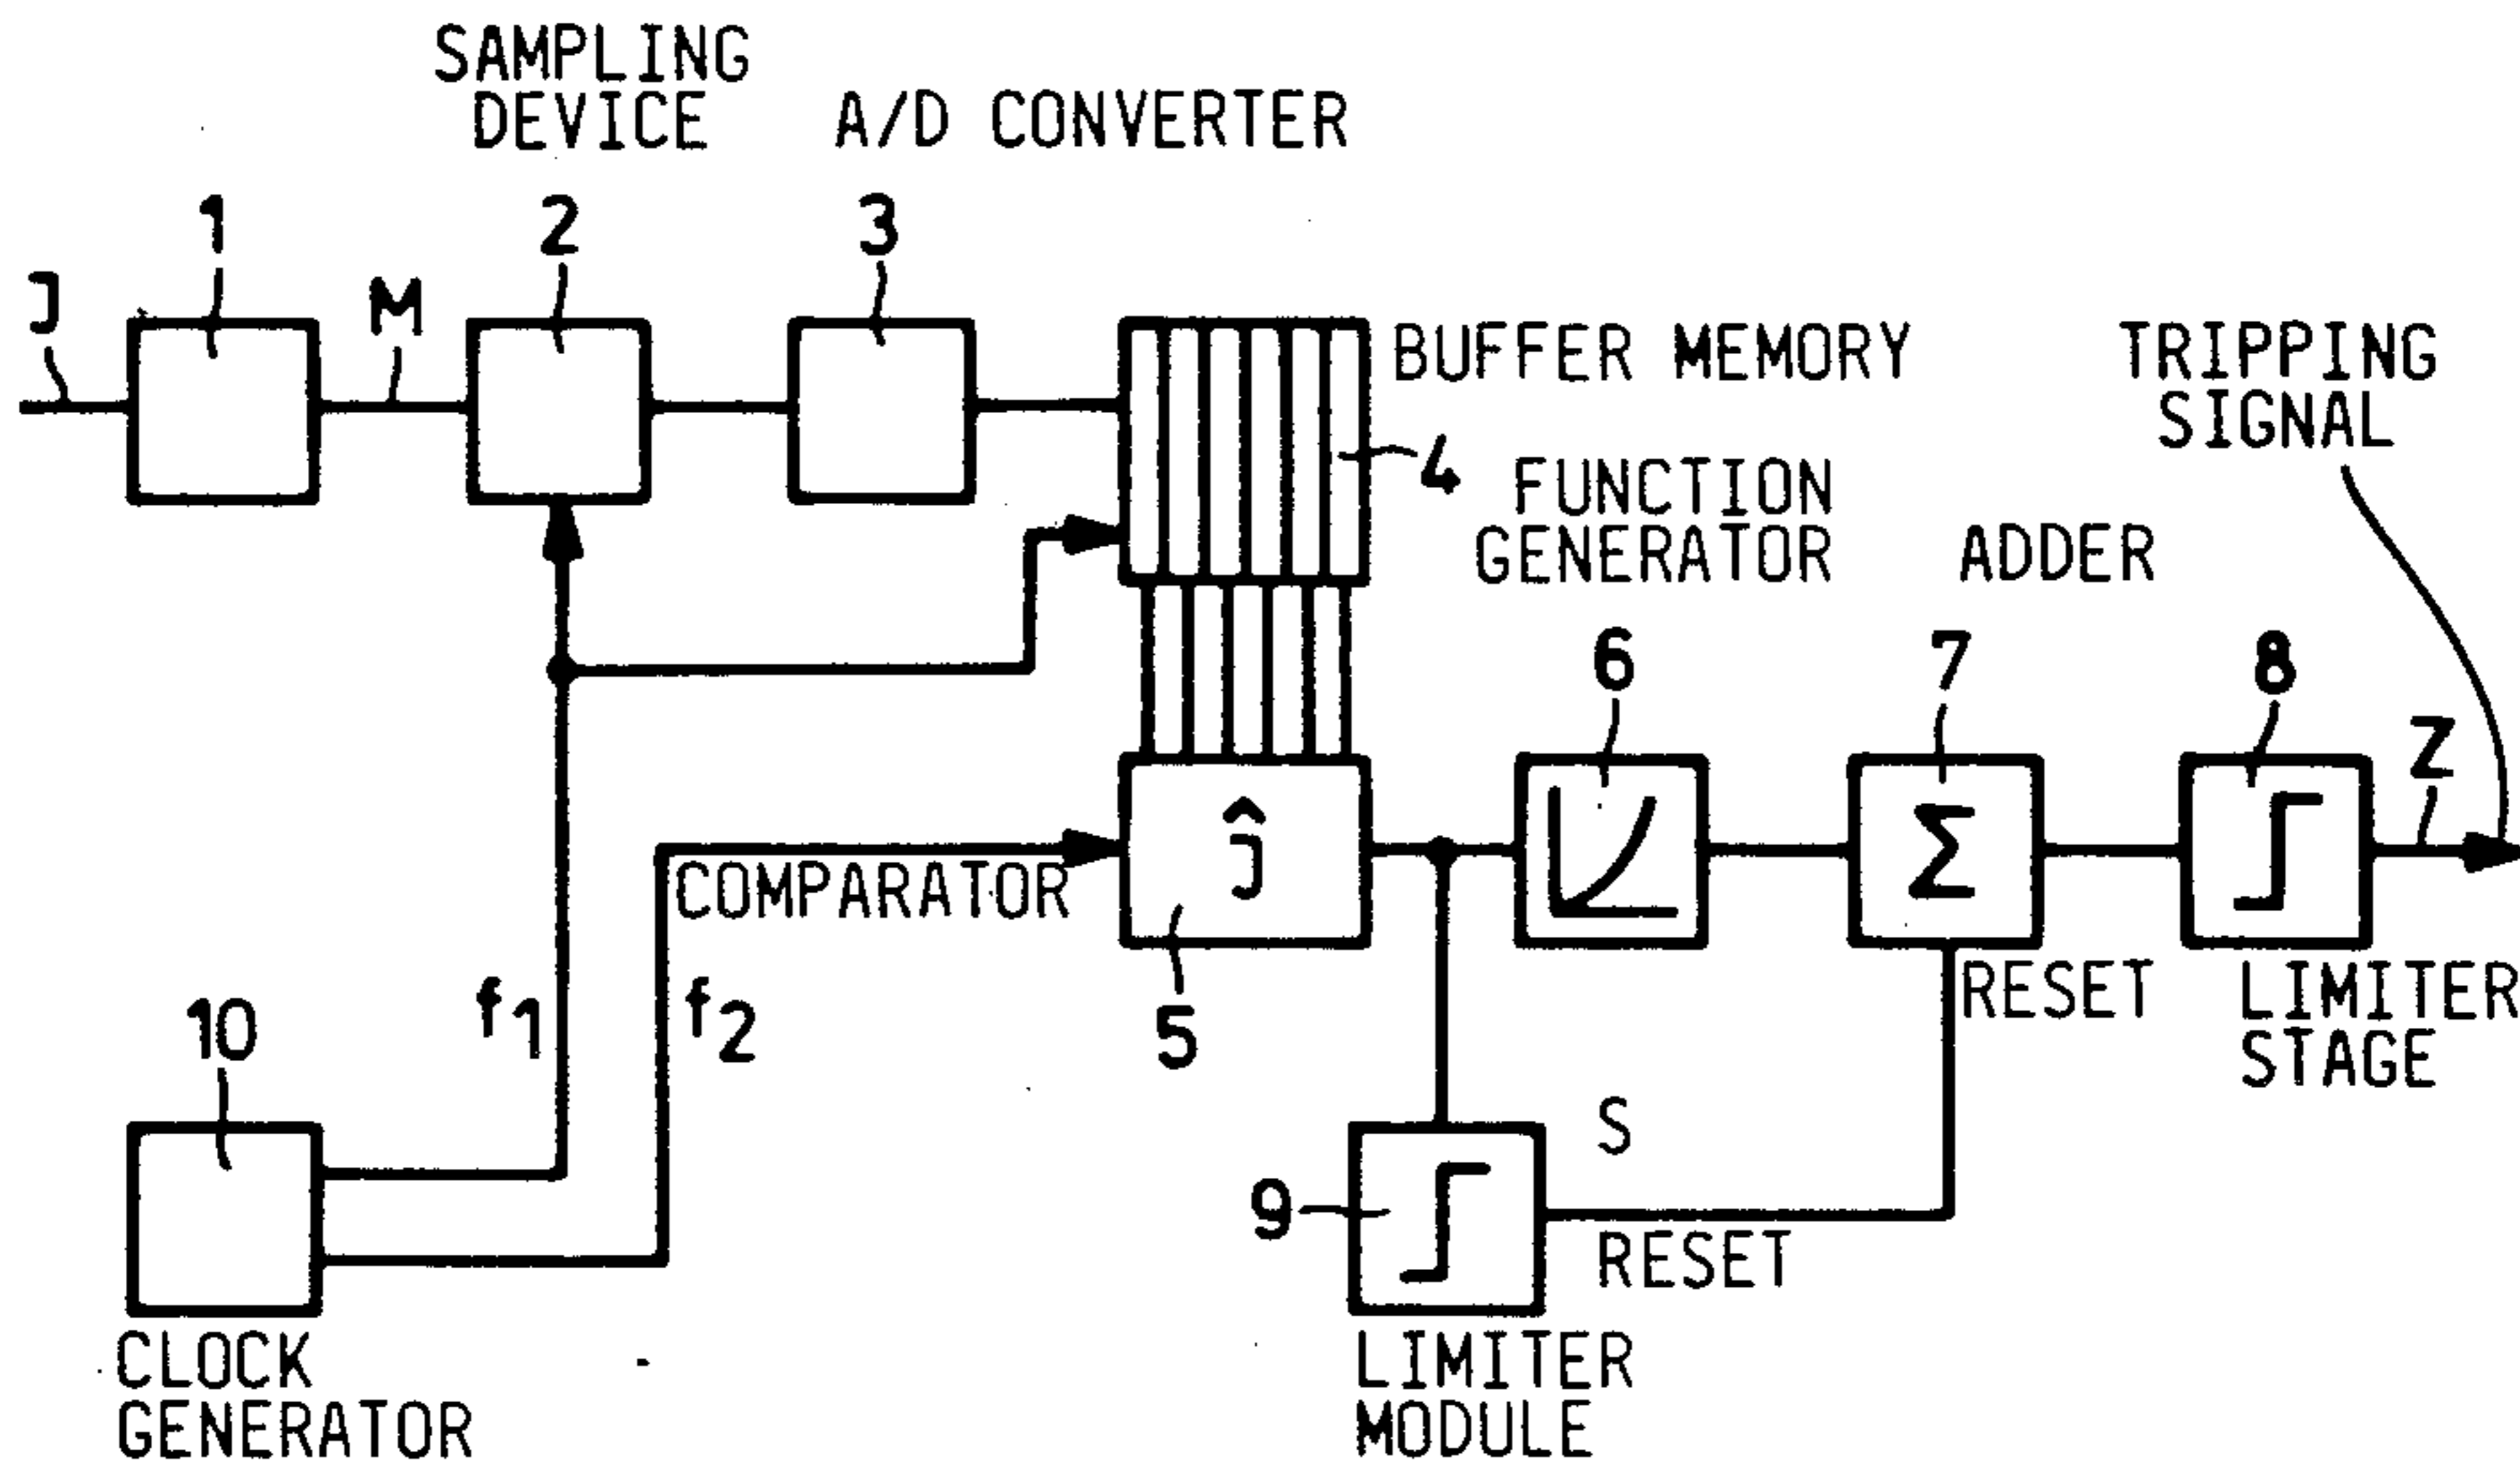 SAMPLING
DEVICE
A/D CONVERTER
1
2
3
J
M
BUFFER MEMORY
TRIPPING
SIGNAL
4
FUNCTION
GENERATOR
ADDER
6
7
8
Z
Ĵ
Σ
COMPARATOR
5
RESET
LIMITER
STAGE
10
f1
f2
S
9
RESET
CLOCK
GENERATOR
LIMITER
MODULE